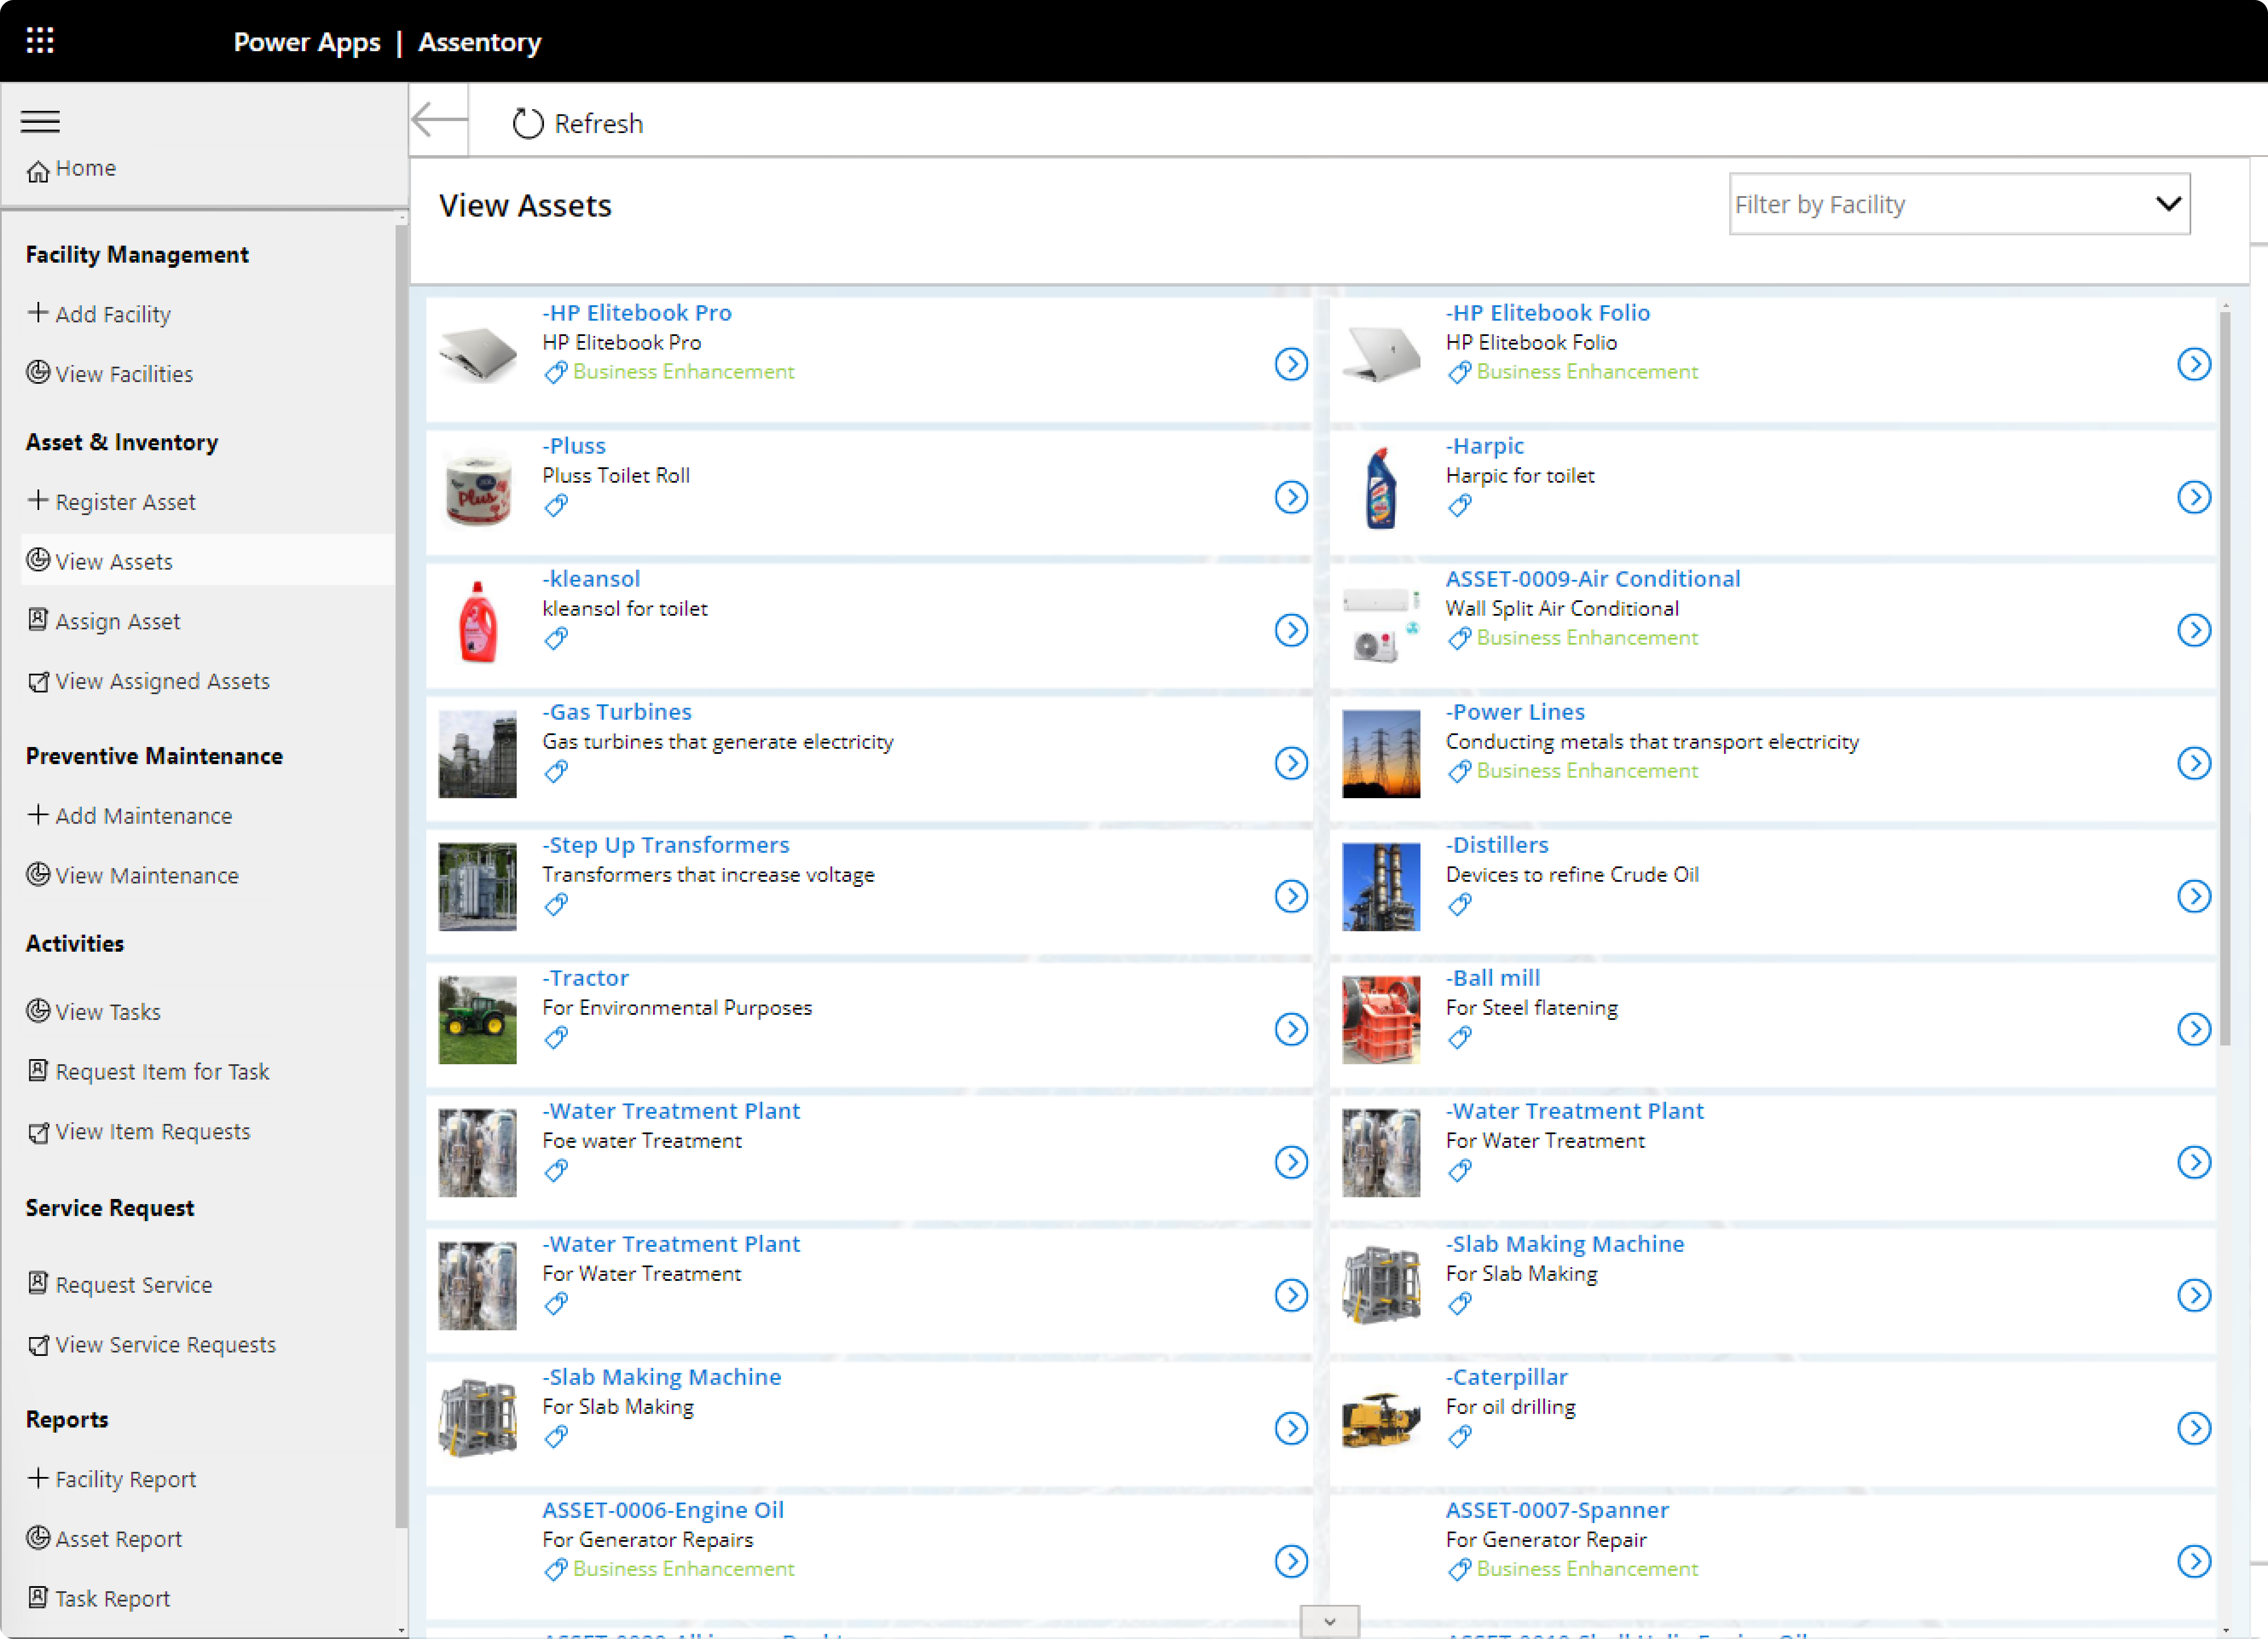 Power Apps | Assentory
Home
Facility Management
Add Facility
View Facilities
Asset & Inventory
Register Asset
View Assets
Assign Asset
View Assigned Assets
Preventive Maintenance
Add Maintenance
View Maintenance
Activities
View Tasks
Request Item for Task
View Item Requests
Service Request
Request Service
View Service Requests
Reports
Facility Report
Asset Report
Task Report
Refresh
View Assets
Filter by Facility
-HP Elitebook Pro
HP Elitebook Pro
Business Enhancement
-HP Elitebook Folio
HP Elitebook Folio
Business Enhancement
-Pluss
Pluss Toilet Roll
Plus
-Harpic
Harpic for toilet
-kleansol
kleansol for toilet
ASSET-0009-Air Conditional
Wall Split Air Conditional
Business Enhancement
-Gas Turbines
Gas turbines that generate electricity
-Power Lines
Conducting metals that transport electricity
Business Enhancement
-Step Up Transformers
Transformers that increase voltage
-Distillers
Devices to refine Crude Oil
-Tractor
For Environmental Purposes
-Ball mill
For Steel flatening
-Water Treatment Plant
Foe water Treatment
-Water Treatment Plant
For Water Treatment
-Water Treatment Plant
For Water Treatment
-Slab Making Machine
For Slab Making
-Slab Making Machine
For Slab Making
-Caterpillar
For oil drilling
ASSET-0006-Engine Oil
For Generator Repairs
Business Enhancement
ASSET-0007-Spanner
For Generator Repair
Business Enhancement